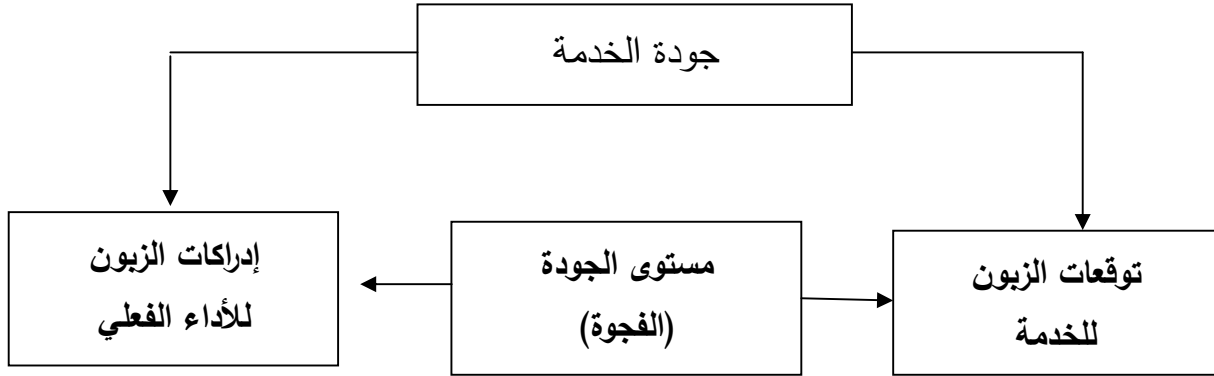 جودة الخدمة
توقعات الزبون
للخدمة
مستوى الجودة
(الفجوة)
إدراكات الزبون
للأداء الفعلي